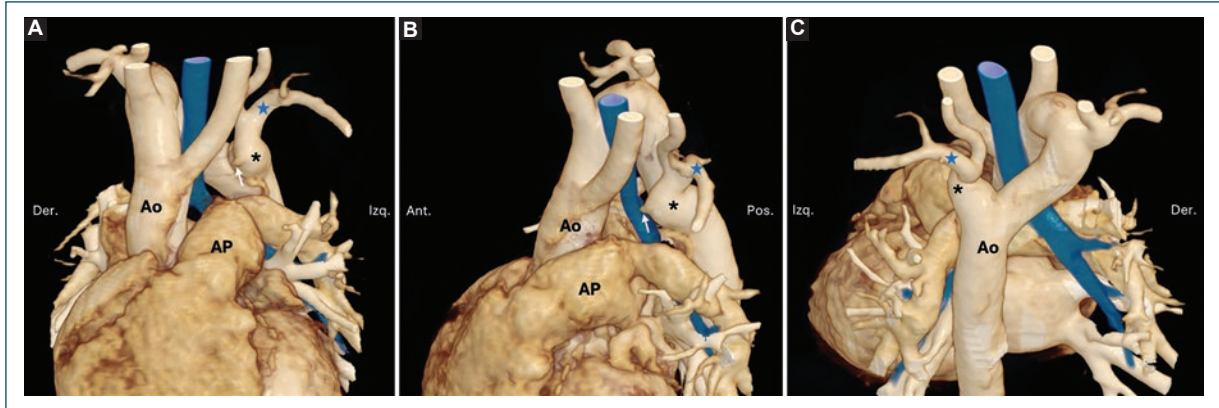 A
B
C
Der.
Ao
*
AP
Izq.
Ant.
Ao
*
AP
Pos.
Izq.
*
Ao
Der.